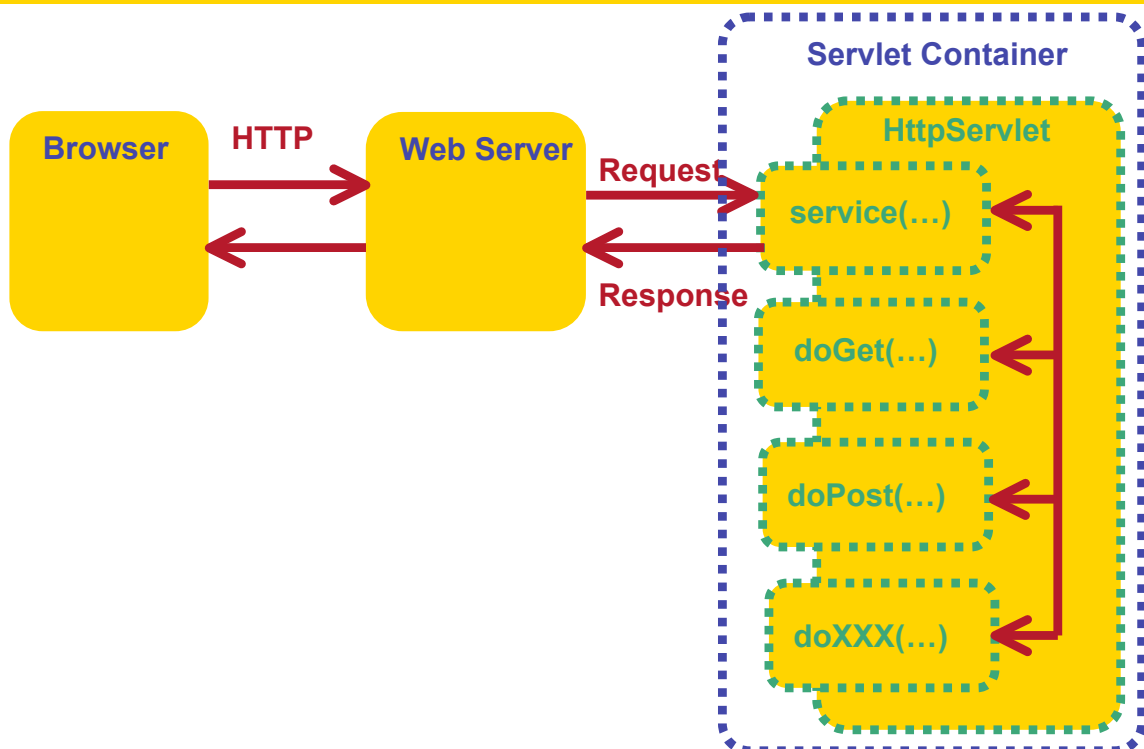 Servlet Container
HttpServlet
Browser
HTTP
Web Server
Request
service(…)
Response
doGet(…)
doPost(…)
doXXX(…)